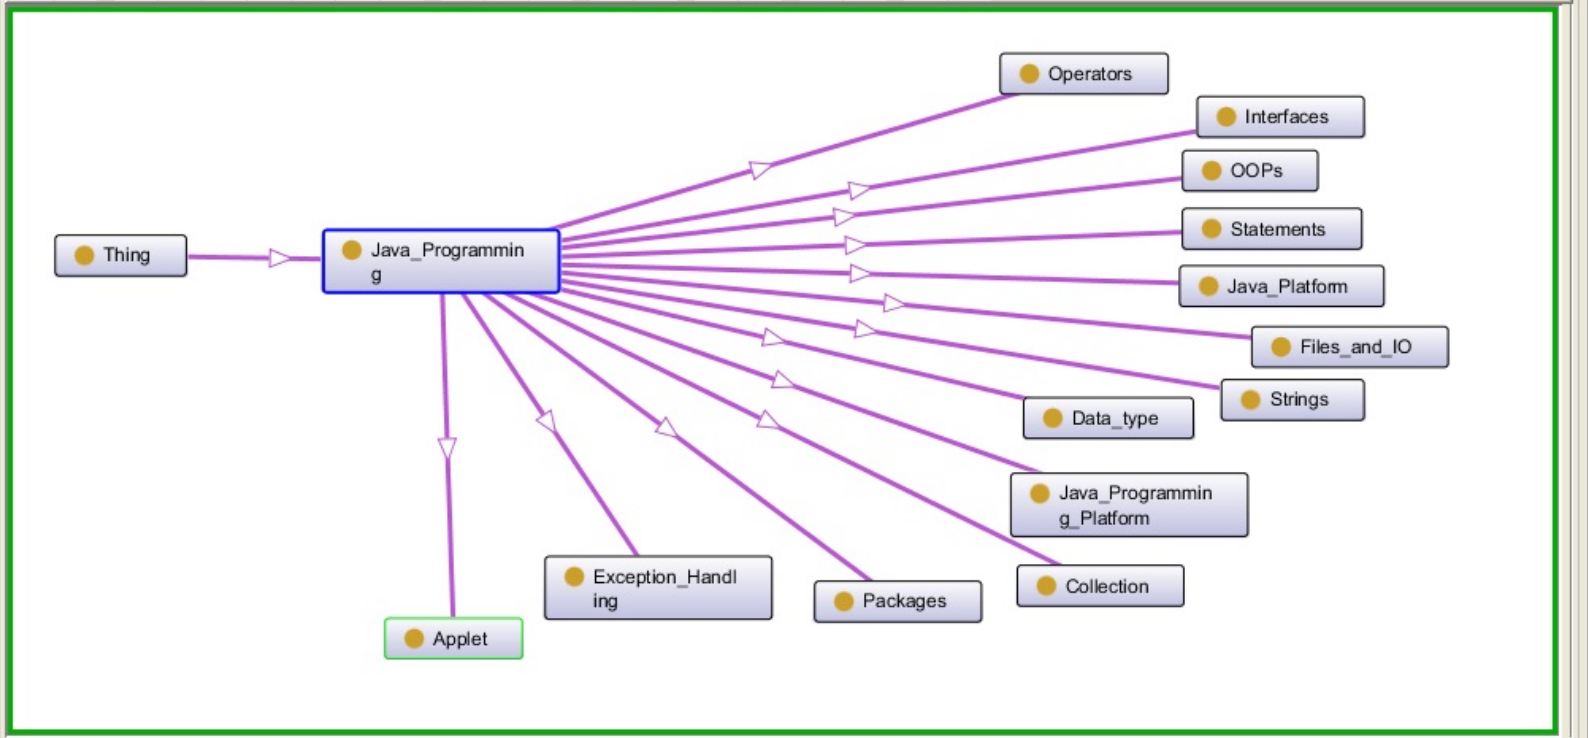 Operators
Interfaces
OOPs
Statements
Thing
Java_Programmin
g
Java_Platform
Files_and_IO
Strings
Data_type
Java_Programmin
g_Platform
Exception_Handl
ing
Packages
Collection
Applet